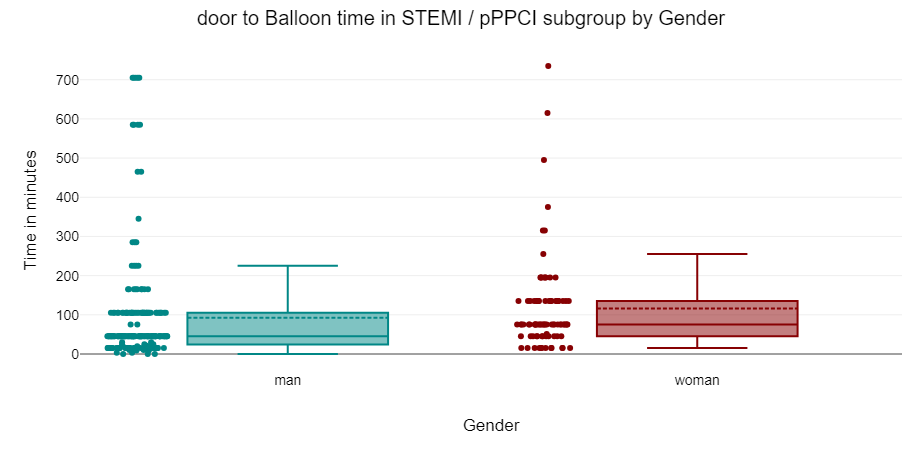 door to Balloon time in STEMI / pPPCI subgroup by Gender
Time in minutes
700
600
500
400
300
200
100
0
man
woman
Gender